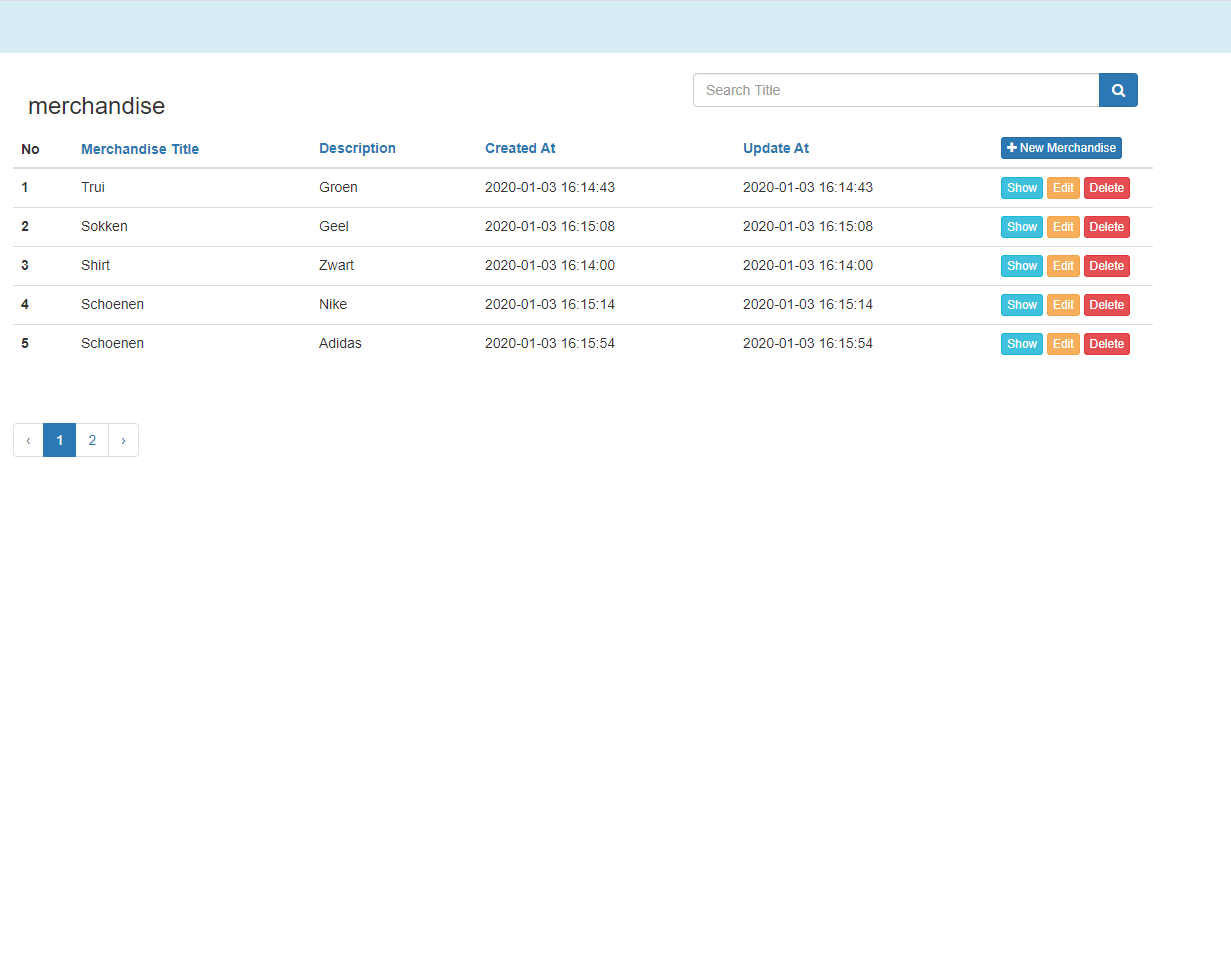 Search Title
merchandise
No Merchandise Title Description Created At Update At New Merchandise
1 Trui Groen 2020-01-03 16:14:43 2020-01-03 16:14:43 Show Edit Delete
2 Sokken Geel 2020-01-03 16:15:08 2020-01-03 16:15:08 Show Edit Delete
3 Shirt Zwart 2020-01-03 16:14:00 2020-01-03 16:14:00 Show Edit Delete
4 Schoenen Nike 2020-01-03 16:15:14 2020-01-03 16:15:14 Show Edit Delete
5 Schoenen Adidas 2020-01-03 16:15:54 2020-01-03 16:15:54 Show Edit Delete
‹ 1 2 ›